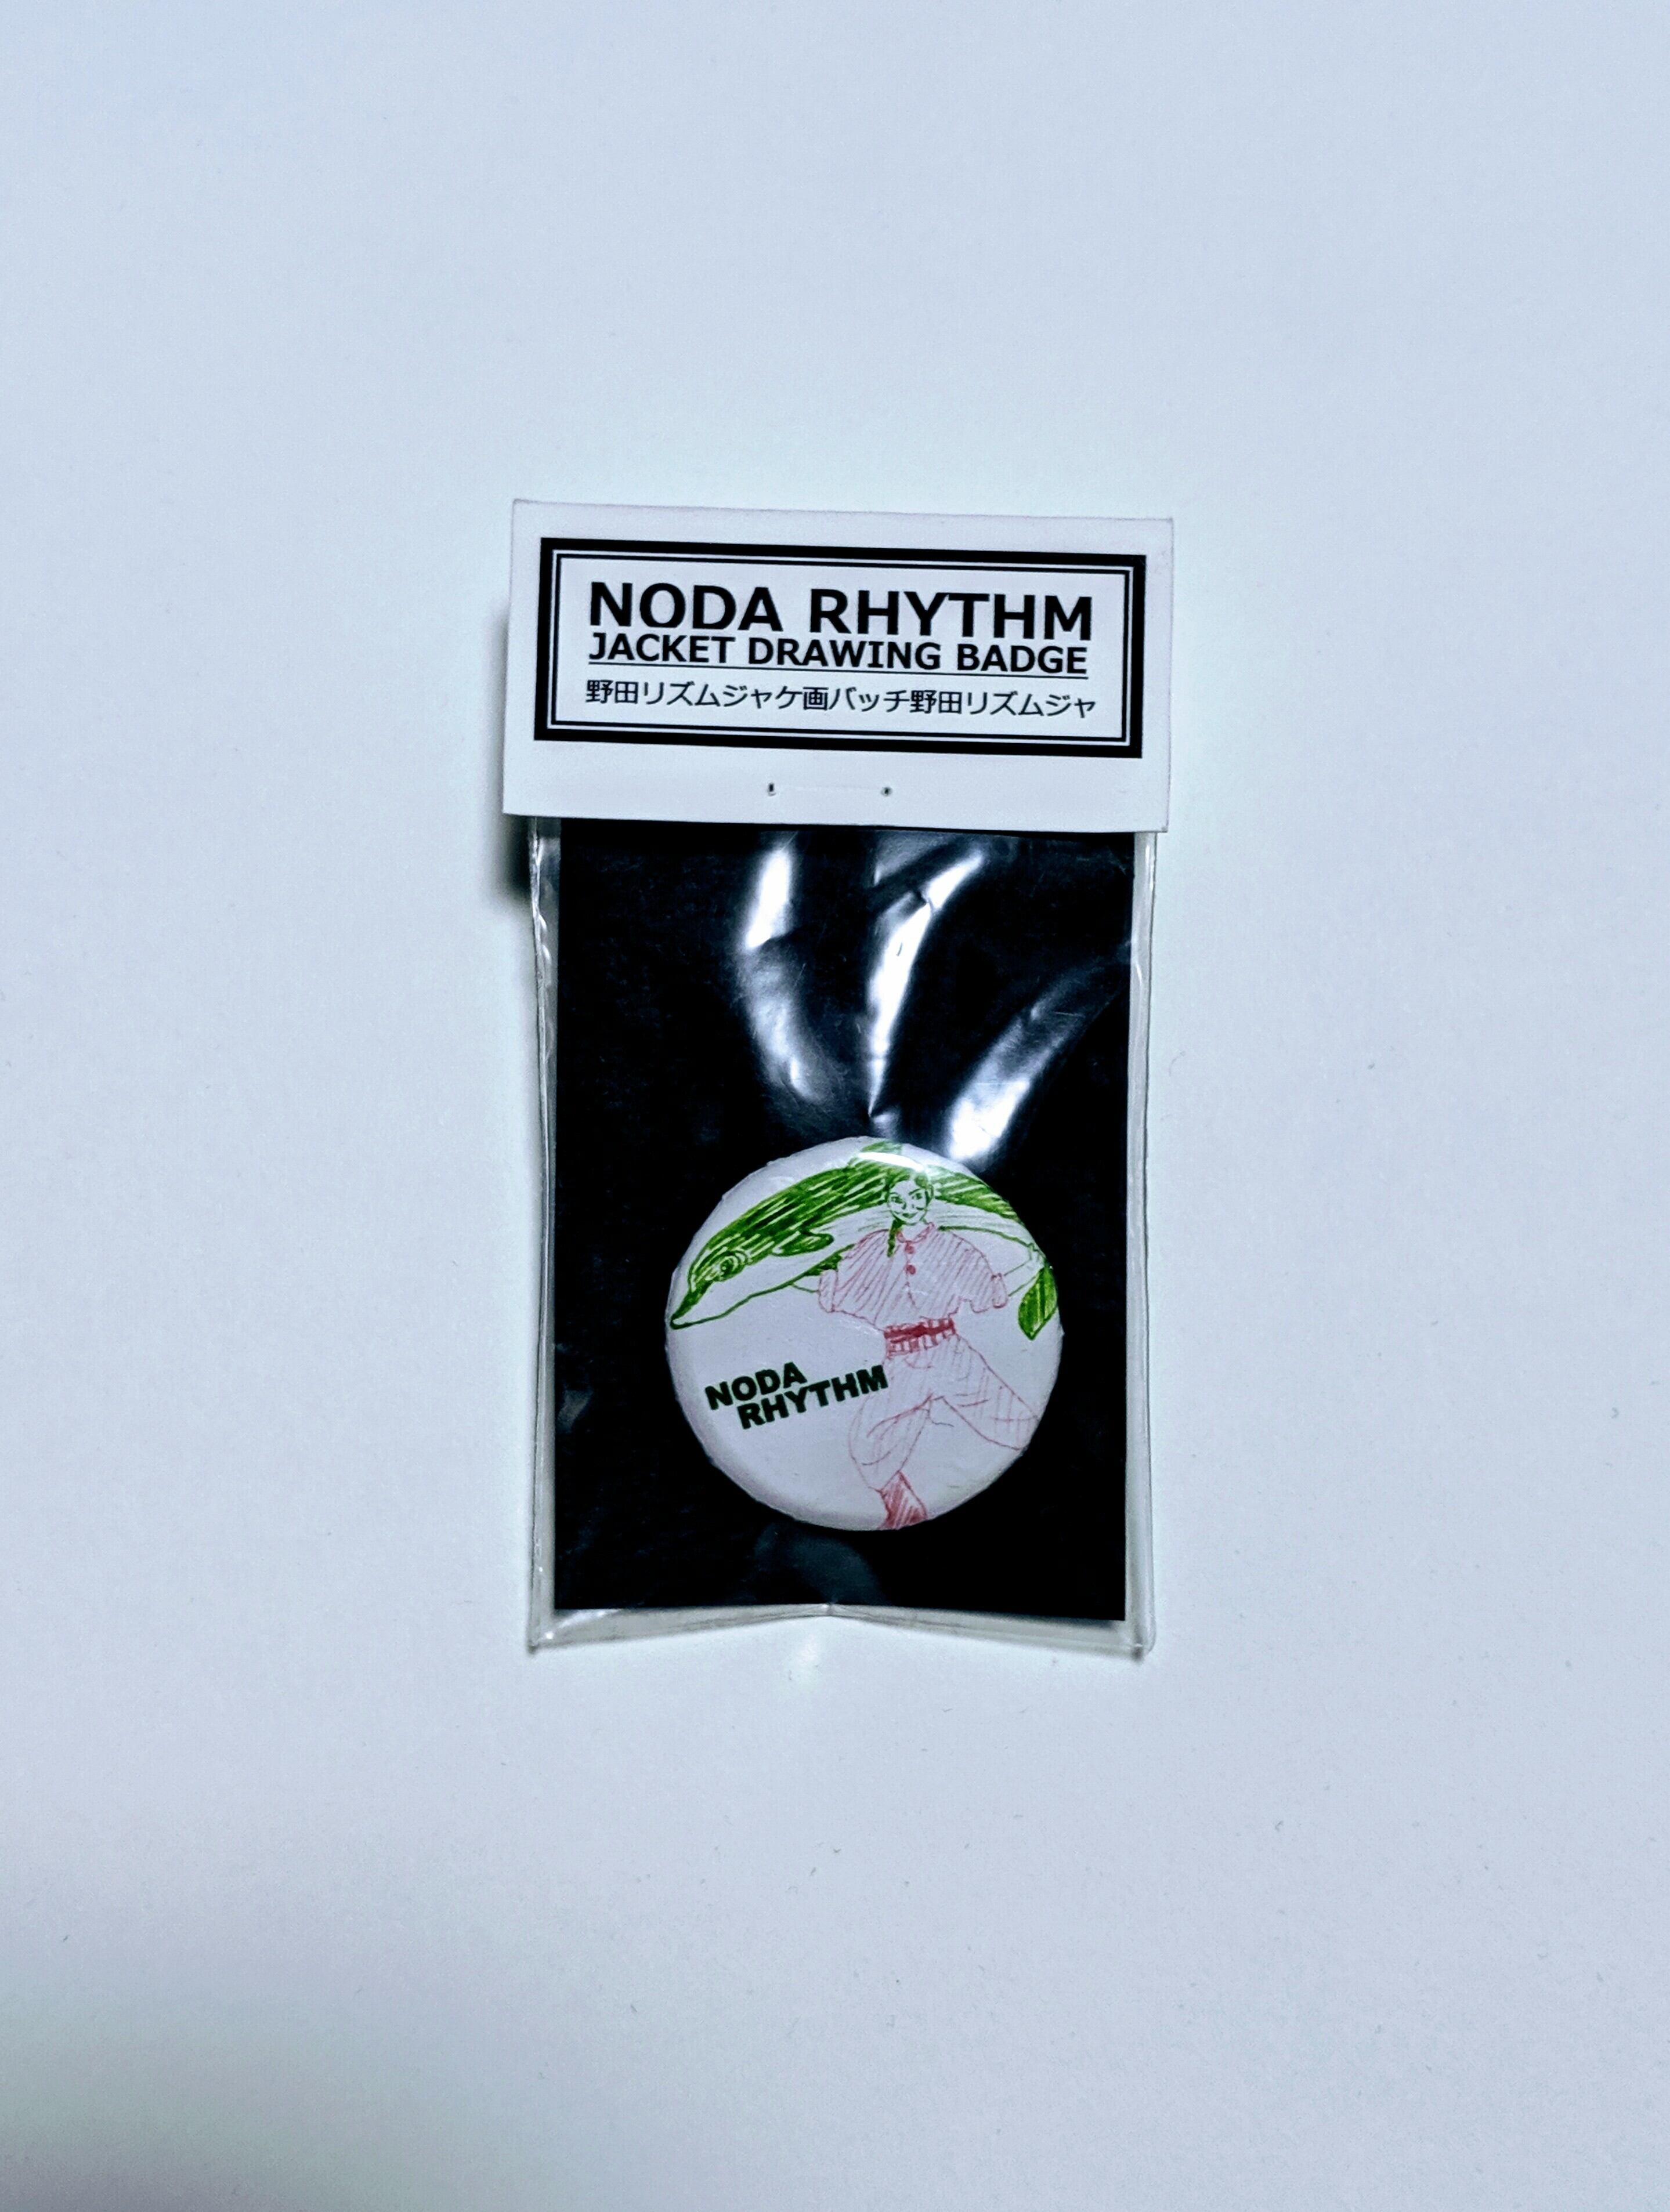 NODA RHYTHM
JACKET DRAWING BADGE
野田リズムジャケ画バッチ野田リズムジャ
NODA
RHYTHM